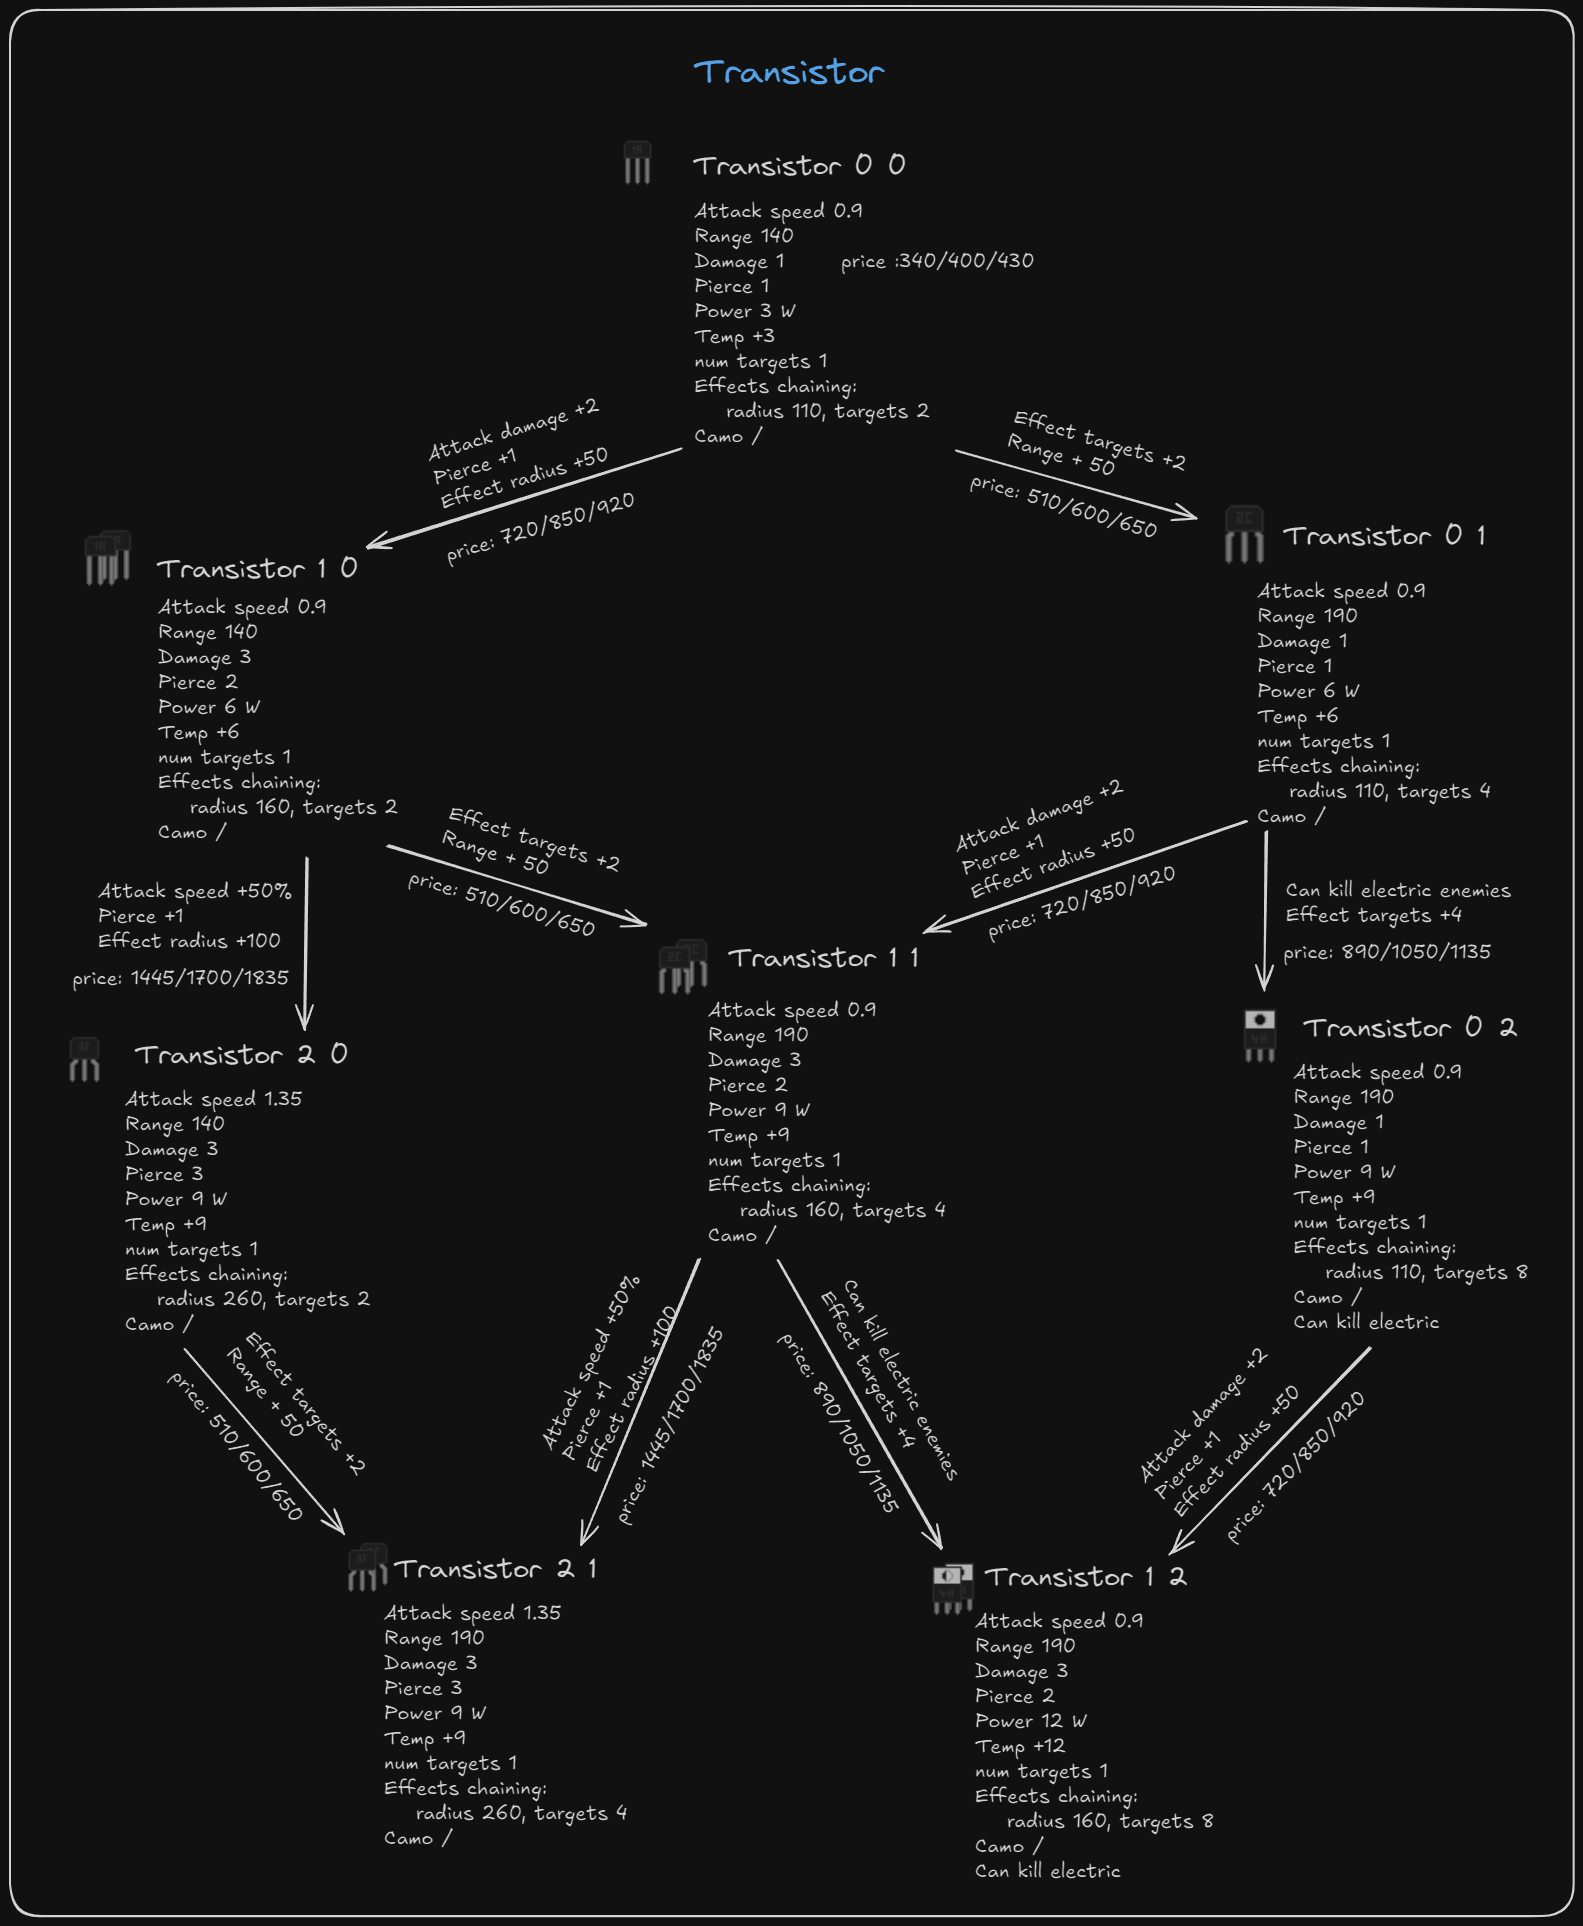 Transistor
Transistor 0 0
Attack speed 0.9
Range 140
Damage 1
price :340/400/430
Pierce 1
Power 3 W
Temp +3
num targets 1
Effects chaining:
radius 110, targets 2
Camo /
Attack damage +2
Pierce +1
Effect radius +50
price: 720/850/920
Effect targets +2
Range + 50
price: 510/600/650
1R
Transistor 1 0
Attack speed 0.9
Range 140
Damage 3
Pierce 2
Power 6 W
Temp +6
num targets 1
Effects chaining:
radius 160, targets 2
Camo /
2C
Transistor 0 1
Attack speed 0.9
Range 190
Damage 1
Pierce 1
Power 6 W
Temp +6
num targets 1
Effects chaining:
radius 110, targets 4
Camo /
Attack speed +50%
Pierce +1
Effect radius +100
price: 1445/1700/1835
Effect targets +2
Range + 50
price: 510/600/650
Attack damage +2
Pierce +1
Effect radius +50
price: 720/850/920
Can kill electric enemies
Effect targets +4
price: 890/1050/1135
Transistor 2 0
Attack speed 1.35
Range 140
Damage 3
Pierce 3
Power 9 W
Temp +9
num targets 1
Effects chaining:
radius 260, targets 2
Camo /
2C
Transistor 1 1
Attack speed 0.9
Range 190
Damage 3
Pierce 2
Power 9 W
Temp +9
num targets 1
Effects chaining:
radius 160, targets 4
Camo /
Transistor 0 2
Attack speed 0.9
Range 190
Damage 1
Pierce 1
Power 9 W
Temp +9
num targets 1
Effects chaining:
radius 110, targets 8
Camo /
Can kill electric
Effect targets +2
Range + 50
price: 510/600/650
Attack speed +50%
Pierce +1
Effect radius +100
price: 1445/1700/1835
Can kill electric enemies
Effect targets +4
price: 890/1050/1135
Attack damage +2
Pierce +1
Effect radius +50
price: 720/850/920
Transistor 2 1
Attack speed 1.35
Range 190
Damage 3
Pierce 3
Power 9 W
Temp +9
num targets 1
Effects chaining:
radius 260, targets 4
Camo /
Transistor 1 2
Attack speed 0.9
Range 190
Damage 3
Pierce 2
Power 12 W
Temp +12
num targets 1
Effects chaining:
radius 160, targets 8
Camo /
Can kill electric